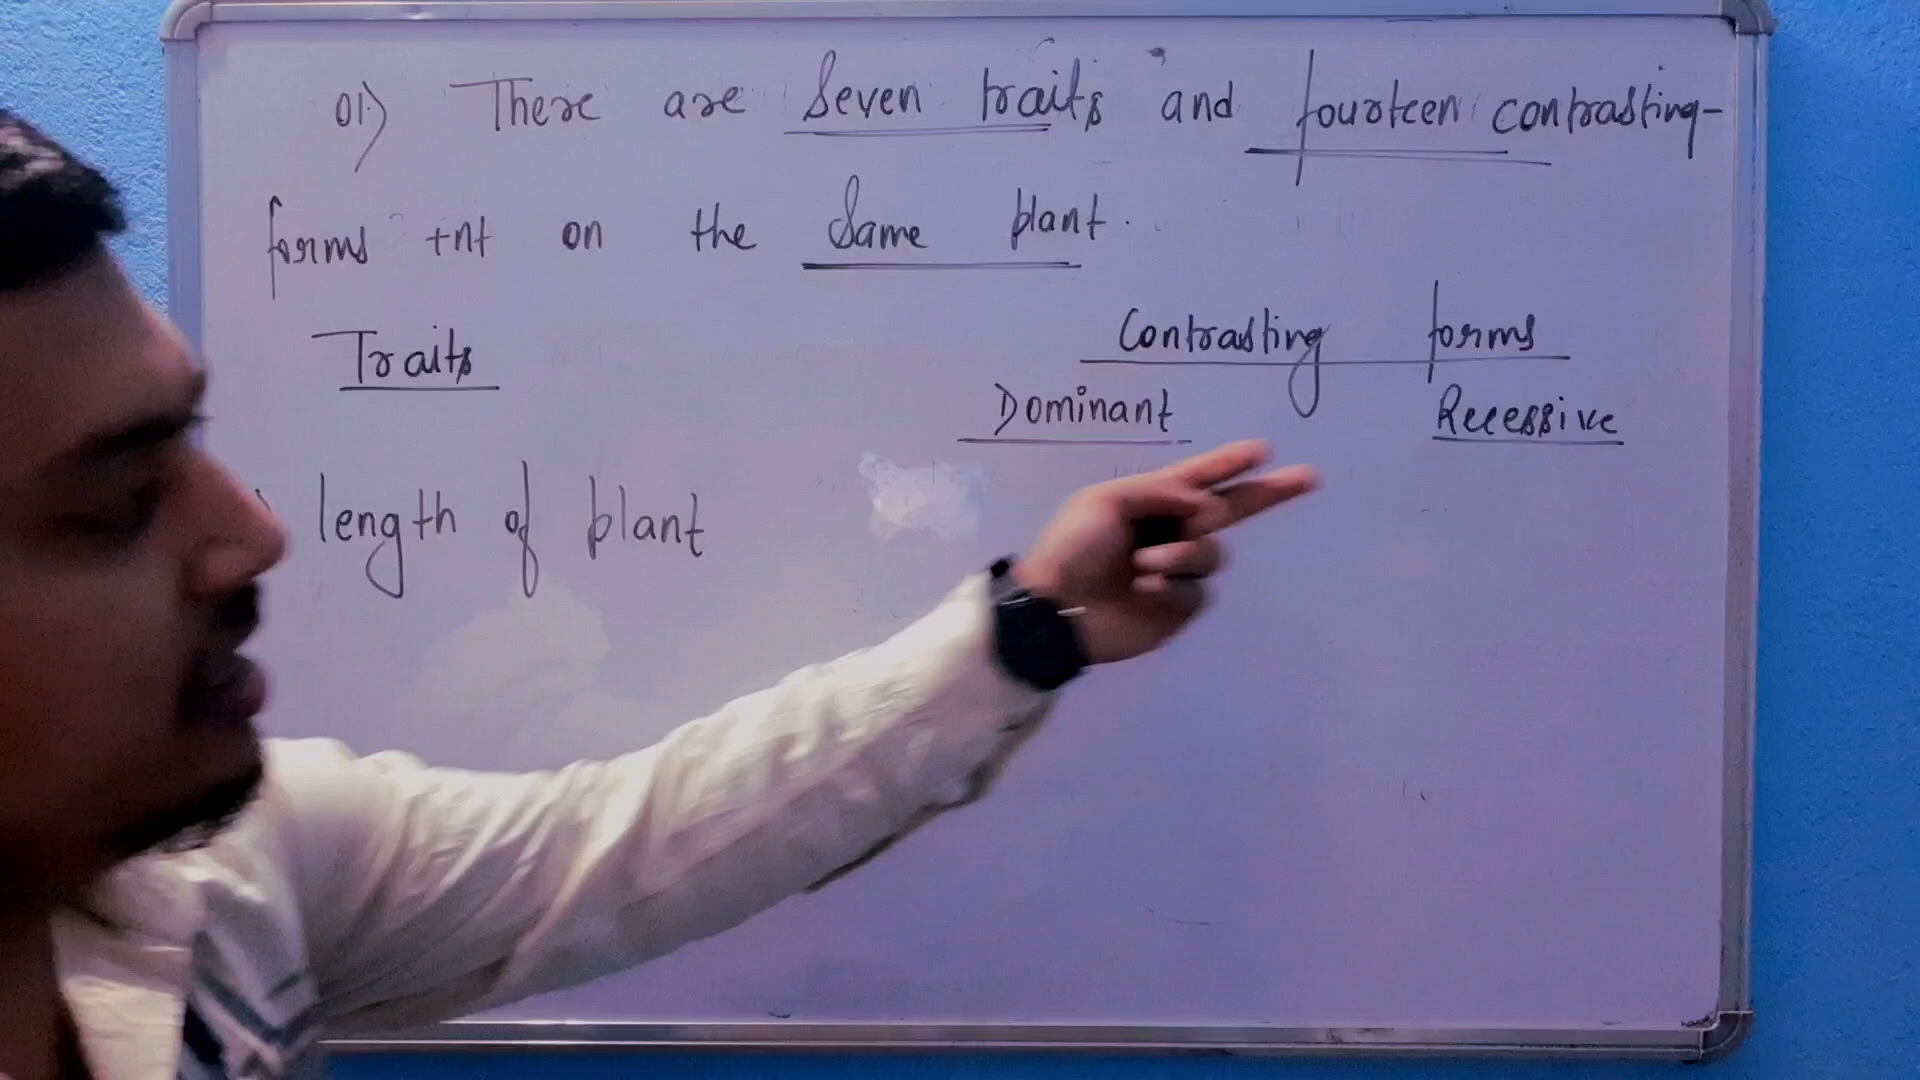 01) There are Seven traits and fourteen contrasting-
forms +nt on the Same plant.
Traits
Contrasting forms
Dominant Recessive
) length of plant